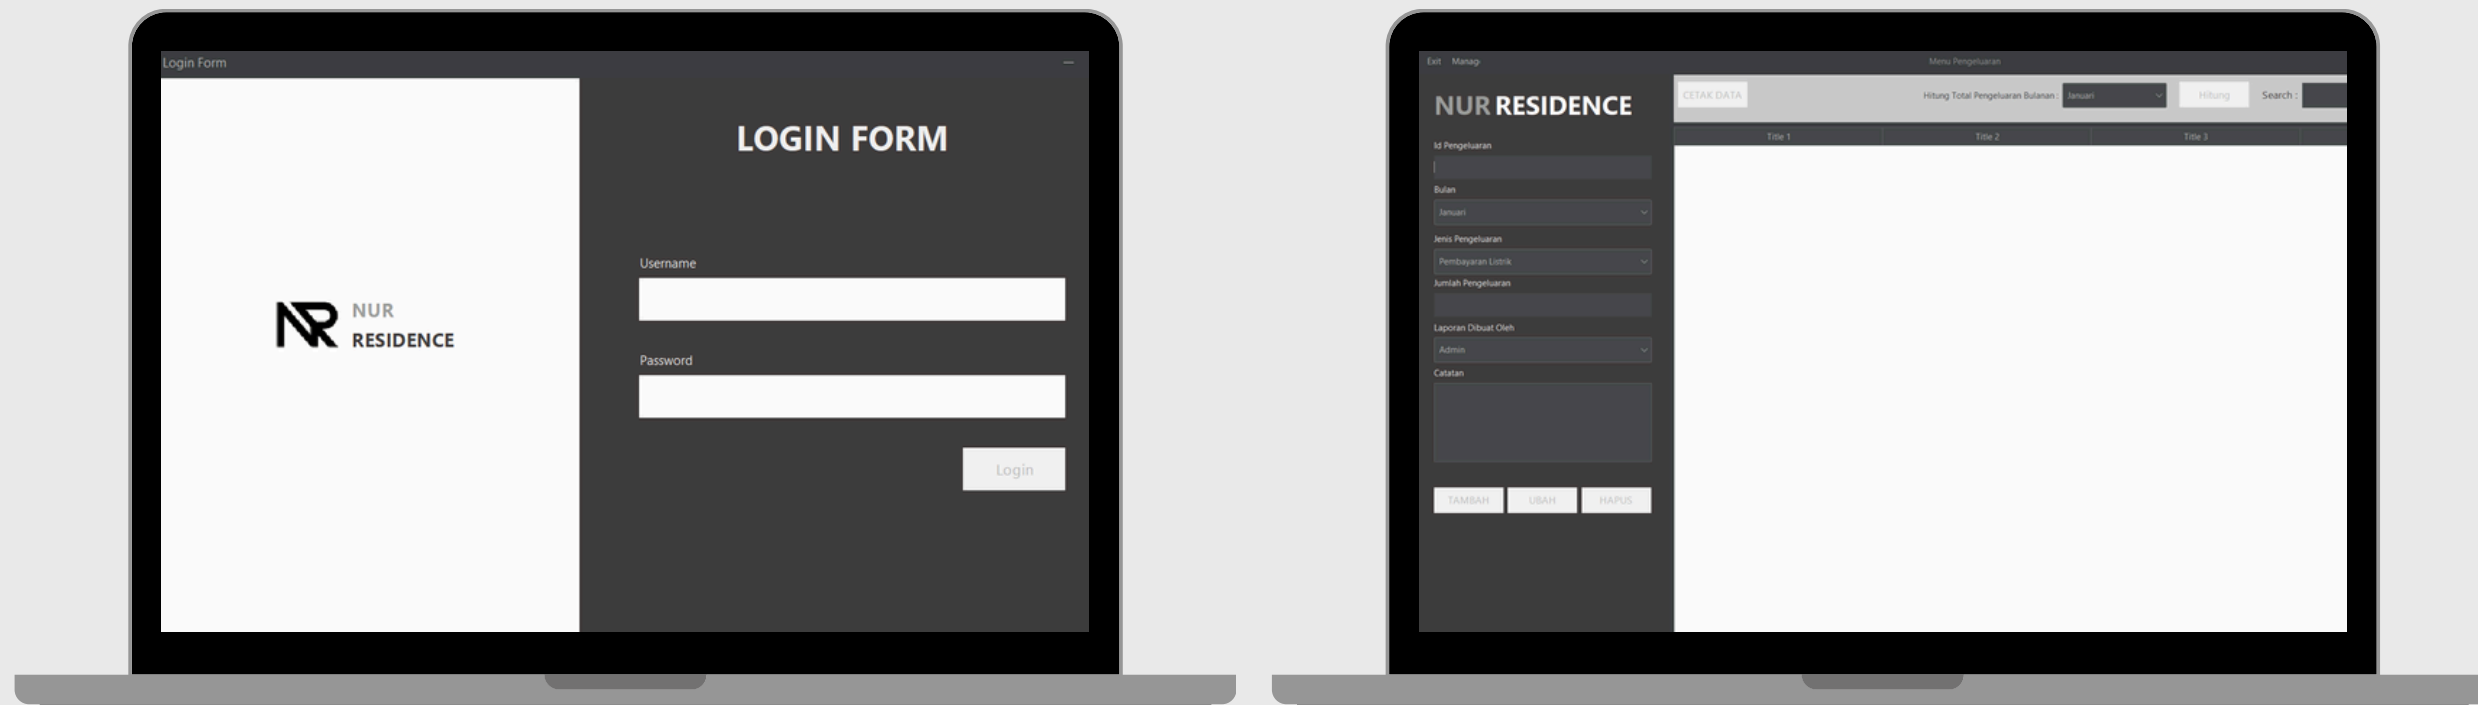 Login Form
NUR
RESIDENCE
LOGIN FORM
Username
Password
Login
Exit Manag
Menu Pengeluaran
NUR RESIDENCE
Id Pengeluaran
Bulan
Januari
Jenis Pengeluaran
Pembayaran Listrik
Jumlah Pengeluaran
Laporan Dibuat Oleh
Admin
Catatan
TAMBAH UBAH HAPUS
CETAK DATA Hitung Total Pengeluaran Bulanan : Januari Hitung Search :
Title 1 Title 2 Title 3